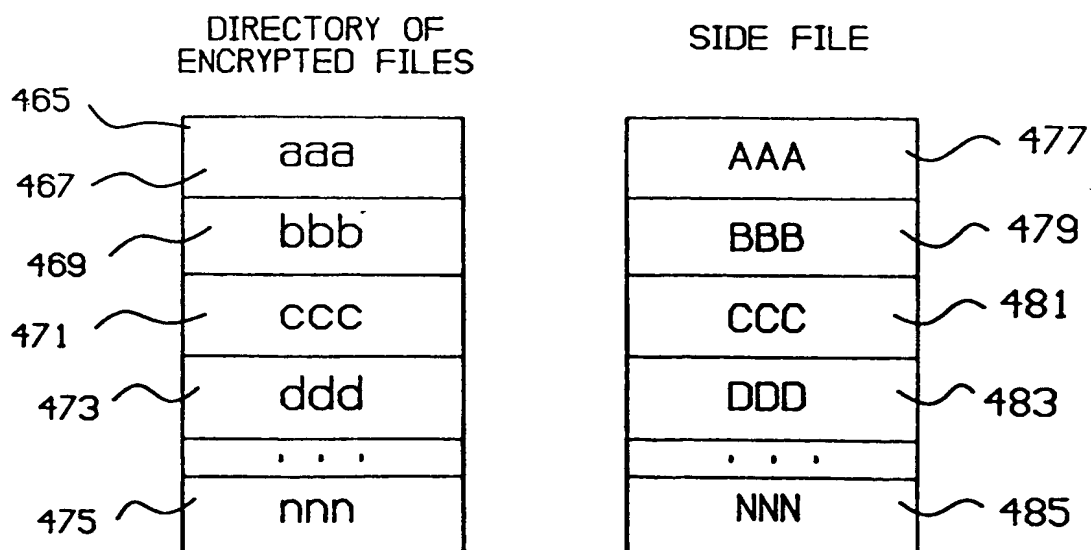 DIRECTORY OF
ENCRYPTED FILES
SIDE FILE
465
467
aaa
AAA
477
469
bbb
BBB
479
471
ccc
CCC
481
473
ddd
DDD
483
. . .
. . .
475
nnn
NNN
485